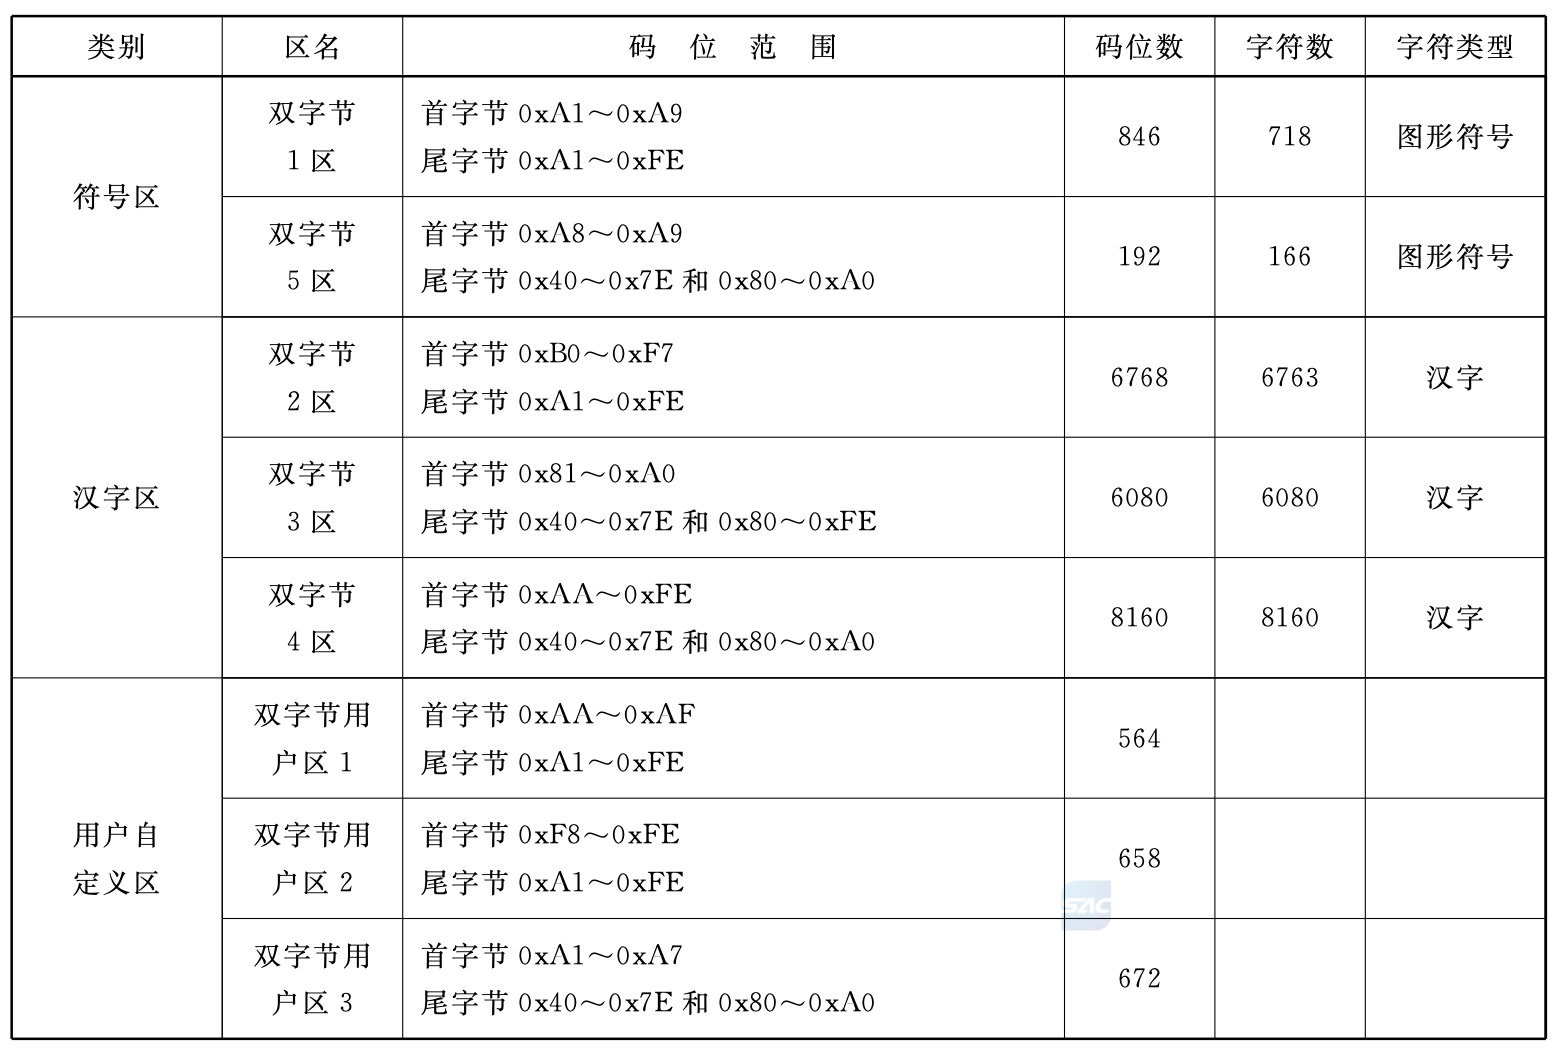 类别 区名 码位范围 码位数 字符数 字符类型
符号区
双字节
1区
首字节 0xA1～0xA9
尾字节 0xA1～0xFE
846 718 图形符号
双字节
5区
首字节 0xA8～0xA9
尾字节 0x40～0x7E 和 0x80～0xA0
192 166 图形符号
汉字区
双字节
2区
首字节 0xB0～0xF7
尾字节 0xA1～0xFE
6768 6763 汉字
双字节
3区
首字节 0x81～0xA0
尾字节 0x40～0x7E 和 0x80～0xFE
6080 6080 汉字
双字节
4区
首字节 0xAA～0xFE
尾字节 0x40～0x7E 和 0x80～0xA0
8160 8160 汉字
用户自
定义区
双字节用
户区 1
首字节 0xAA～0xAF
尾字节 0xA1～0xFE
564
双字节用
户区 2
首字节 0xF8～0xFE
尾字节 0xA1～0xFE
658
SAC
双字节用
户区 3
首字节 0xA1～0xA7
尾字节 0x40～0x7E 和 0x80～0xA0
672